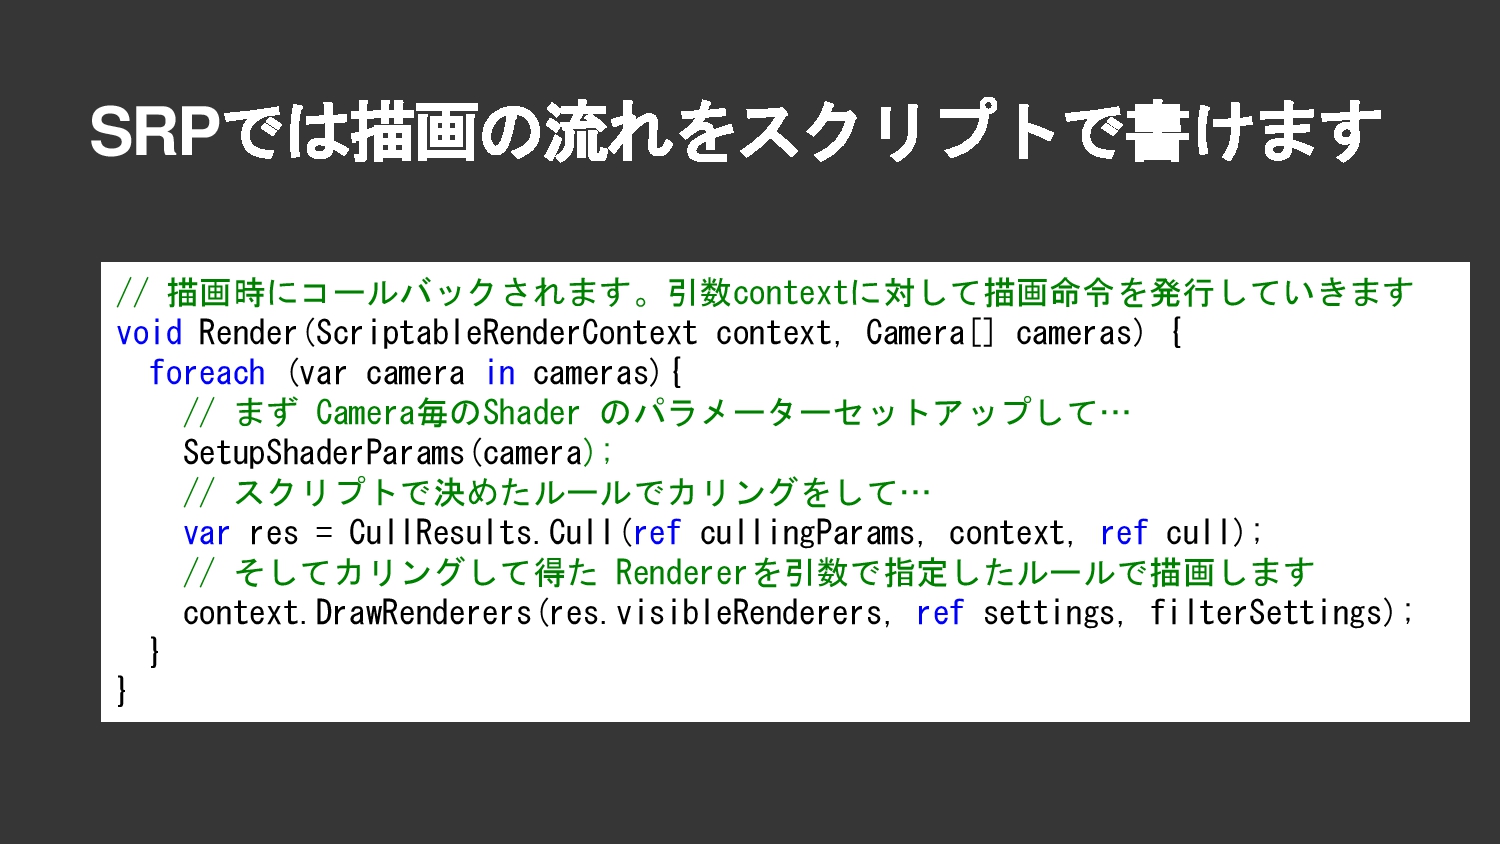 SRPでは描画の流れをスクリプトで書けます
// 描画時にコールバックされます。引数contextに対して描画命令を発行していきます
void Render(ScriptableRenderContext context, Camera[] cameras) {
  foreach (var camera in cameras){
    // まず Camera毎のShader のパラメーターセットアップして…
    SetupShaderParams(camera);
    // スクリプトで決めたルールでカリングをして…
    var res = CullResults.Cull(ref cullingParams, context, ref cull);
    // そしてカリングして得た Rendererを引数で指定したルールで描画します
    context.DrawRenderers(res.visibleRenderers, ref settings, filterSettings);
  }
}